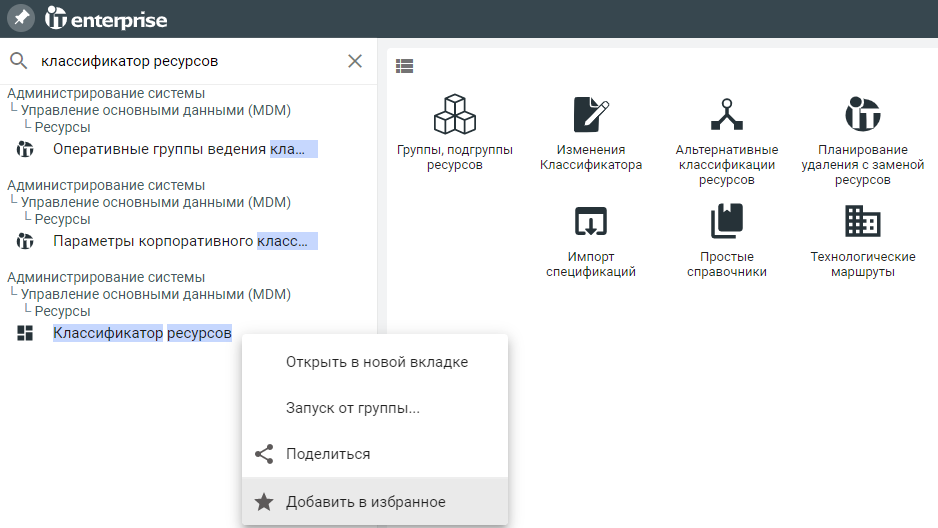 IT enterprise
классификатор ресурсов
Администрирование системы
Управление основными данными (MDM)
Ресурсы
Оперативные группы ведения кла...
Администрирование системы
Управление основными данными (MDM)
Ресурсы
Параметры корпоративного класс...
Администрирование системы
Управление основными данными (MDM)
Ресурсы
Классификатор ресурсов
Открыть в новой вкладке
Запуск от группы...
Поделиться
Добавить в избранное
Группы, подгруппы
ресурсов
Изменения
Классификатора
Альтернативные
классификации
ресурсов
Планирование
удаления с заменой
ресурсов
Импорт
спецификаций
Простые
справочники
Технологические
маршруты